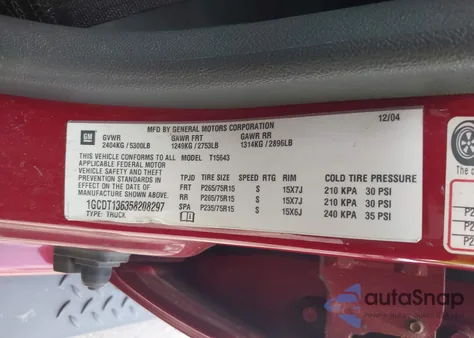 12/04
GM
MFD BY GENERAL MOTORS CORPORATION
GVWR GAWR FRT GAWR RR
2404KG / 5300LB 1249KG / 2753LB 1314KG / 2896LB
THIS VEHICLE CONFORMS TO ALL MODEL T15643
APPLICABLE FEDERAL MOTOR
VEHICLE SAFETY AND THEFT
PREVENTION STANDARDS
IN EFFECT ON THE DATE OF
MANUFACTURE SHOWN ABOVE.
1GCDT136358208297
TYPE: TRUCK
TPJD TIRE SIZE SPEED RTG RIM COLD TIRE PRESSURE
FRT P265/75R15 S 15X7J 210 KPA 30 PSI
RR P265/75R15 S 15X7J 210 KPA 30 PSI
SPA P235/75R15 S 15X6J 240 KPA 35 PSI
P2
P2
P2
autoSnap